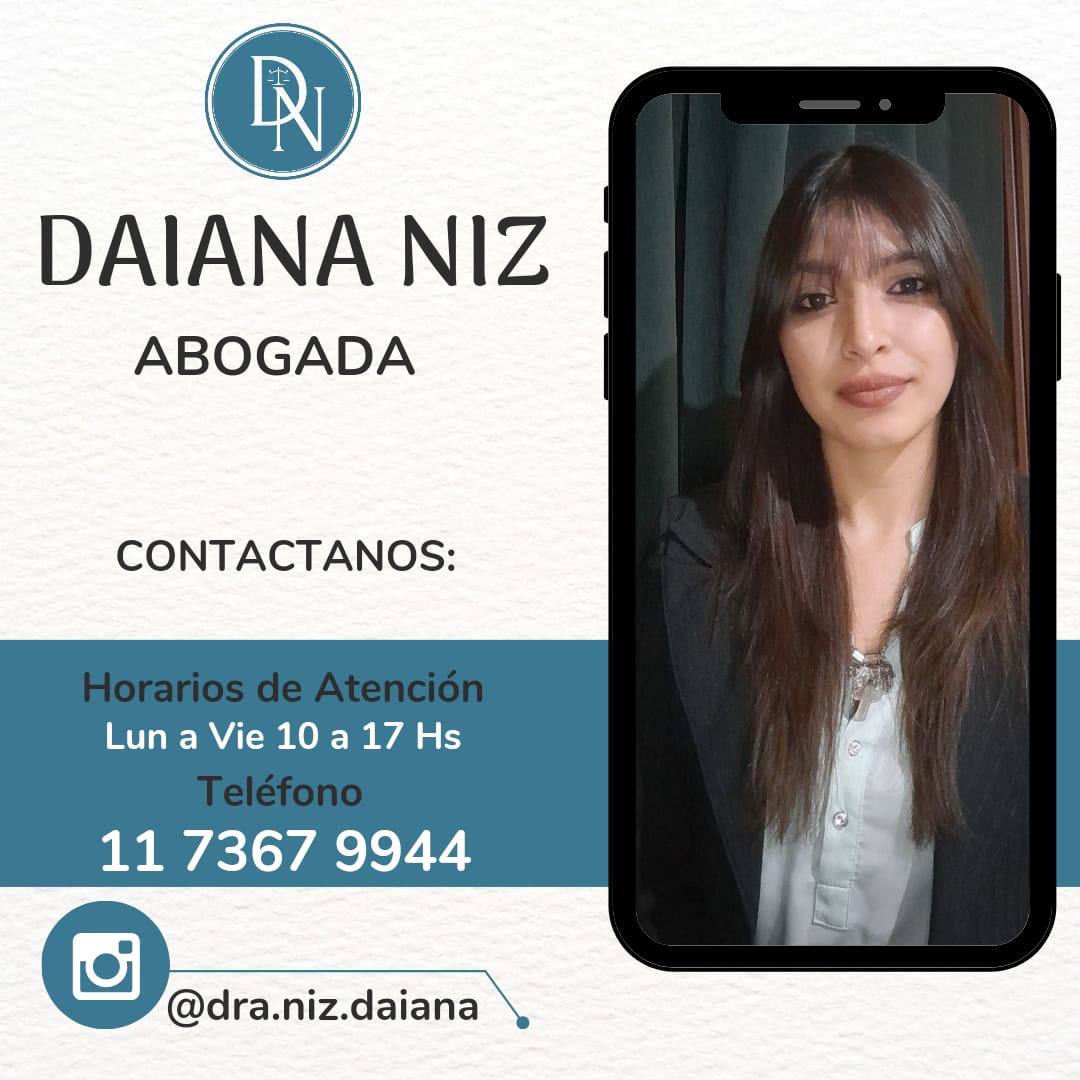 DN
DAIANA NIZ
ABOGADA
CONTACTANOS:
Horarios de Atención
Lun a Vie 10 a 17 Hs
Teléfono
11 7367 9944
@dra.niz.daiana